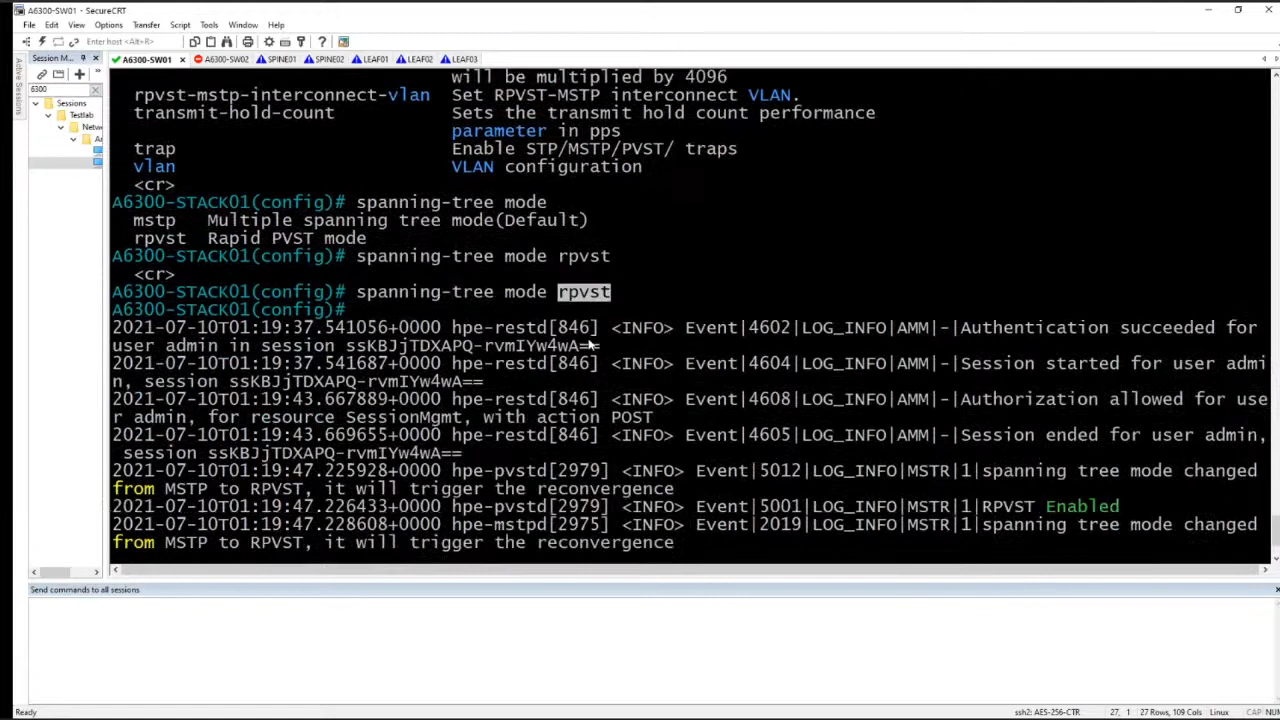 A6300-SW01 - SecureCRT
File Edit View Options Transfer Script Tools Window Help
Enter host <Alt+R>
Active Sessions
Session M...
A6300-SW01
A6300-SW02
SPINE01
SPINE02
LEAF01
LEAF02
LEAF03
6300
Sessions
Testlab
Netw
will be multiplied by 4096
rpvst-mstp-interconnect-vlan Set RPVST-MSTP interconnect VLAN.
transmit-hold-count Sets the transmit hold count performance
parameter in pps
trap Enable STP/MSTP/PVST/ traps
vlan VLAN configuration
<cr>
A6300-STACK01(config)# spanning-tree mode
mstp Multiple spanning tree mode(Default)
rpvst Rapid PVST mode
A6300-STACK01(config)# spanning-tree mode rpvst
<cr>
A6300-STACK01(config)# spanning-tree mode rpvst
A6300-STACK01(config)#
2021-07-10T01:19:37.541056+0000 hpe-restd[846] <INFO> Event|4602|LOG_INFO|AMM|-|Authentication succeeded for
user admin in session ssKBJjTDXAPQ-rvmIYw4wA==
2021-07-10T01:19:37.541687+0000 hpe-restd[846] <INFO> Event|4604|LOG_INFO|AMM|-|Session started for user admi
n, session ssKBJjTDXAPQ-rvmIYw4wA==
2021-07-10T01:19:43.667889+0000 hpe-restd[846] <INFO> Event|4608|LOG_INFO|AMM|-|Authorization allowed for use
r admin, for resource SessionMgmt, with action POST
2021-07-10T01:19:43.669655+0000 hpe-restd[846] <INFO> Event|4605|LOG_INFO|AMM|-|Session ended for user admin,
session ssKBJjTDXAPQ-rvmIYw4wA==
2021-07-10T01:19:47.225928+0000 hpe-pvstd[2979] <INFO> Event|5012|LOG_INFO|MSTR|1|spanning tree mode changed
from MSTP to RPVST, it will trigger the reconvergence
2021-07-10T01:19:47.226433+0000 hpe-pvstd[2979] <INFO> Event|5001|LOG_INFO|MSTR|1|RPVST Enabled
2021-07-10T01:19:47.228608+0000 hpe-mstpd[2975] <INFO> Event|2019|LOG_INFO|MSTR|1|spanning tree mode changed
from MSTP to RPVST, it will trigger the reconvergence
Send commands to all sessions
Ready
ssh2: AES-256-CTR 27, 1 27 Rows, 109 Cols Linux CAP NUM